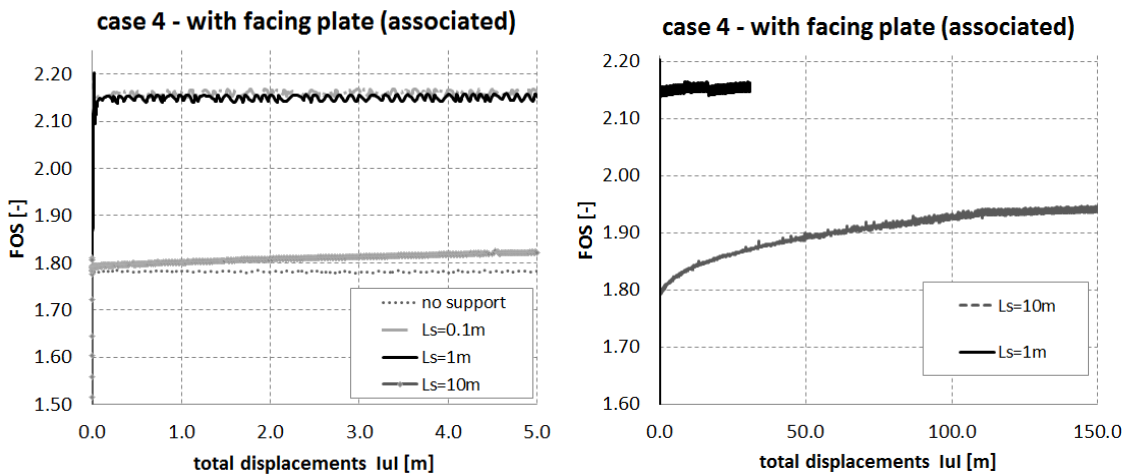 case 4 - with facing plate (associated)
FOS [-]
2.20
2.10
2.00
1.90
1.80
1.70
1.60
1.50
0.0 1.0 2.0 3.0 4.0 5.0
total displacements IuI [m]
no support
Ls=0.1m
Ls=1m
Ls=10m
case 4 - with facing plate (associated)
FOS [-]
2.20
2.10
2.00
1.90
1.80
1.70
1.60
0.0 50.0 100.0 150.0
total displacements IuI [m]
Ls=10m
Ls=1m